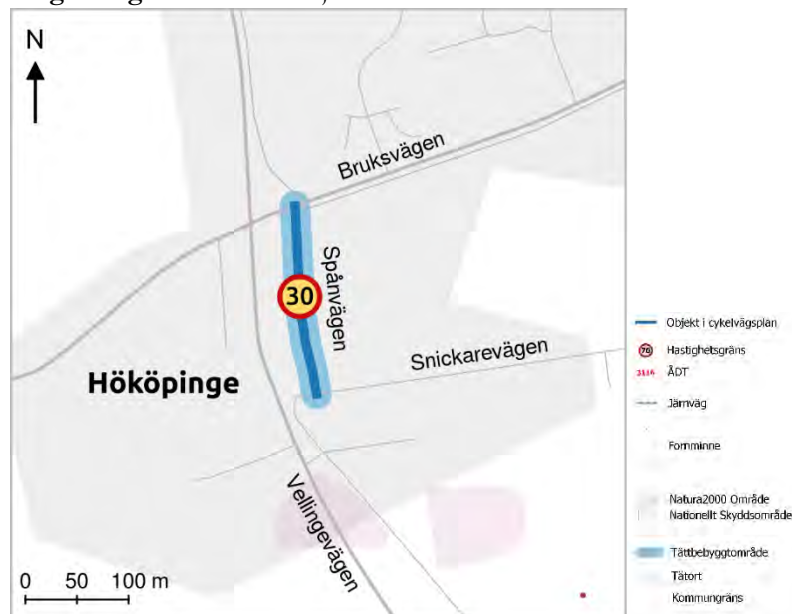 N
Bruksvägen
Spånvägen
30
Snickarevägen
Hököpinge
Vellingevägen
0 50 100 m
Objekt i cykelvägsplan
70 Hastighetsgräns
ÅDT
Järnväg
Fornminne
Natura2000 Område
Nationellt Skyddsområde
Tättbebyggtområde
Tätort
Kommungräns